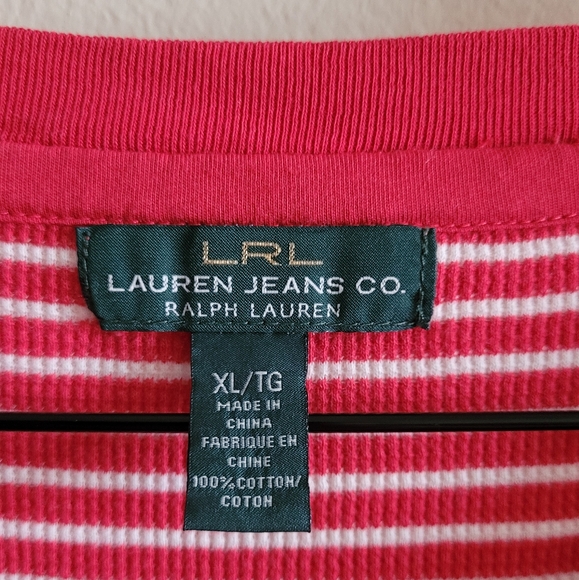 LRL
LAUREN JEANS CO.
RALPH LAUREN
XL/TG
MADE IN
CHINA
FABRIQUE EN
CHINE
100% COTTON/
COTON